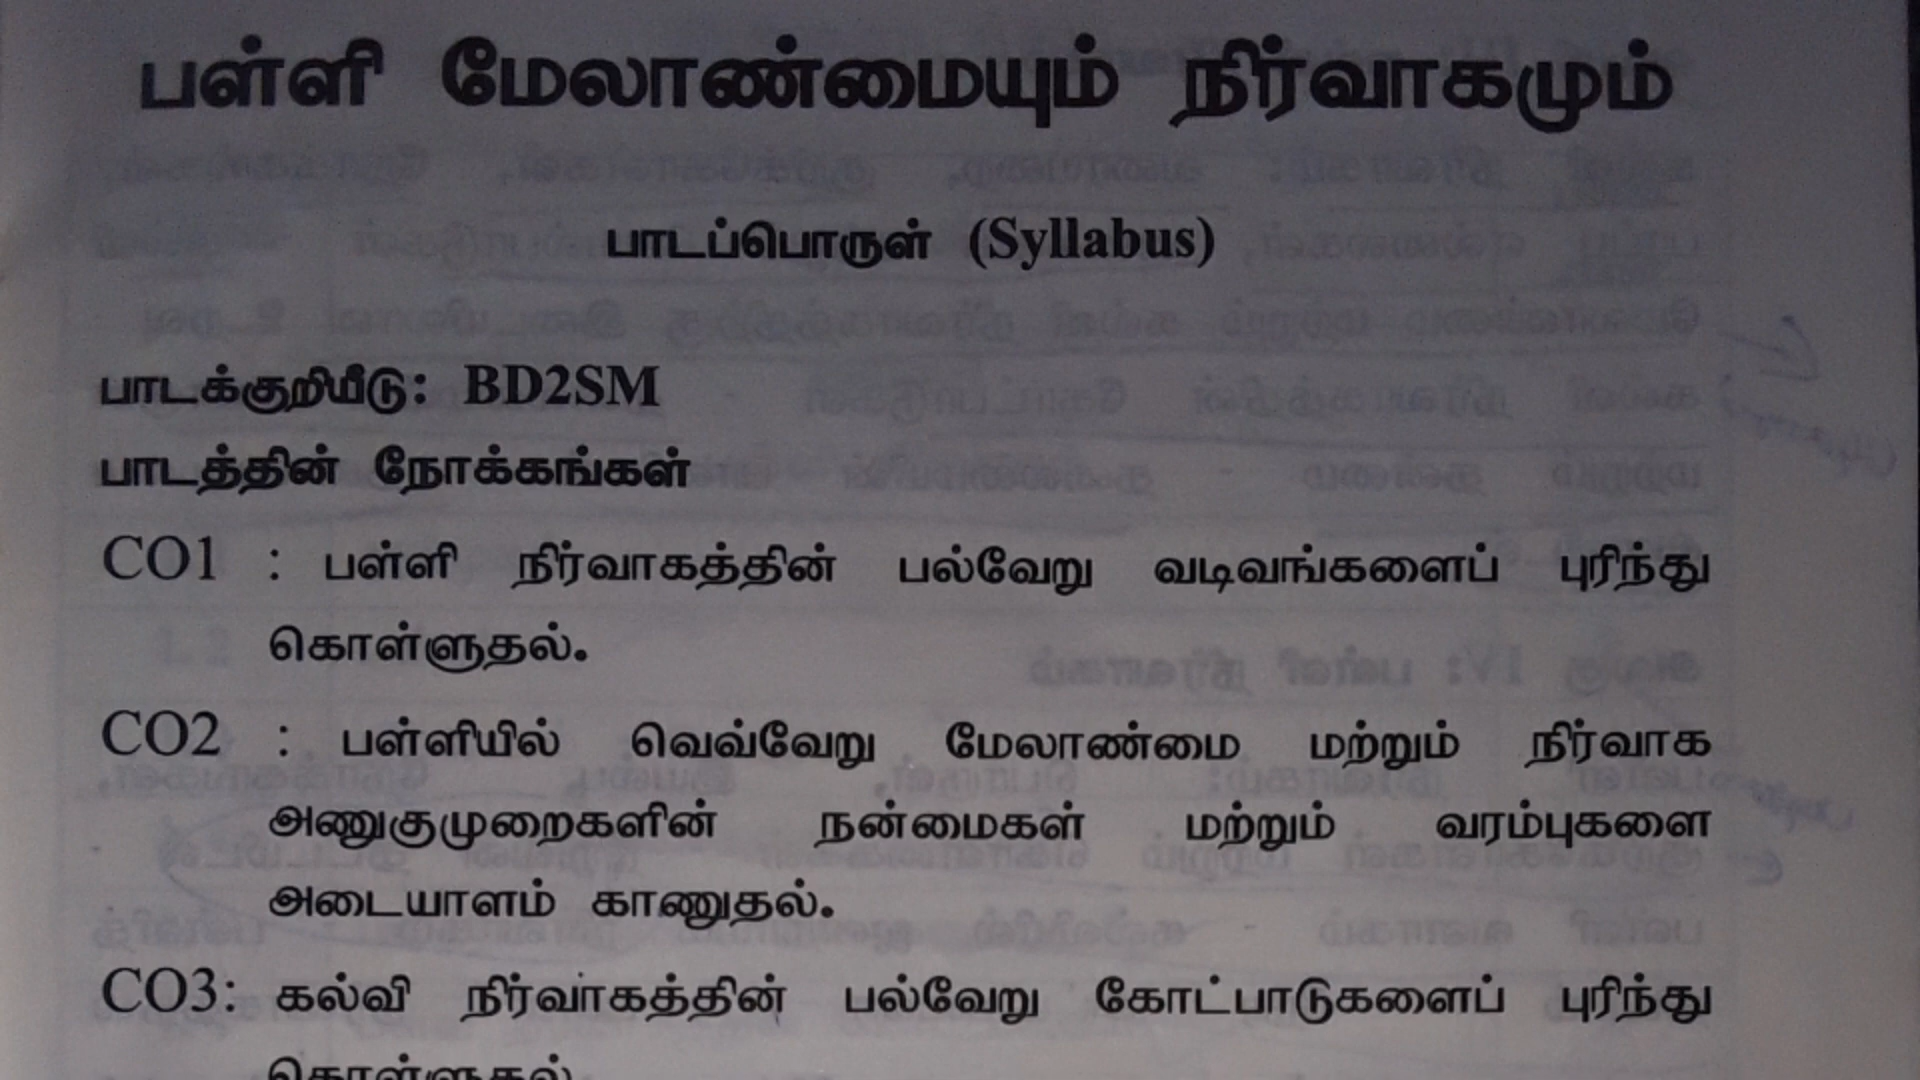 பள்ளி மேலாண்மையும் நிர்வாகமும்
பாடப்பொருள் (Syllabus)
பாடக்குறியீடு: BD2SM
பாடத்தின் நோக்கங்கள்
CO1 : பள்ளி நிர்வாகத்தின் பல்வேறு வடிவங்களைப் புரிந்து
கொள்ளுதல்.
CO2 : பள்ளியில் வெவ்வேறு மேலாண்மை மற்றும் நிர்வாக
அணுகுமுறைகளின் நன்மைகள் மற்றும் வரம்புகளை
அடையாளம் காணுதல்.
CO3: கல்வி நிர்வாகத்தின் பல்வேறு கோட்பாடுகளைப் புரிந்து
கொள்ளுதல்